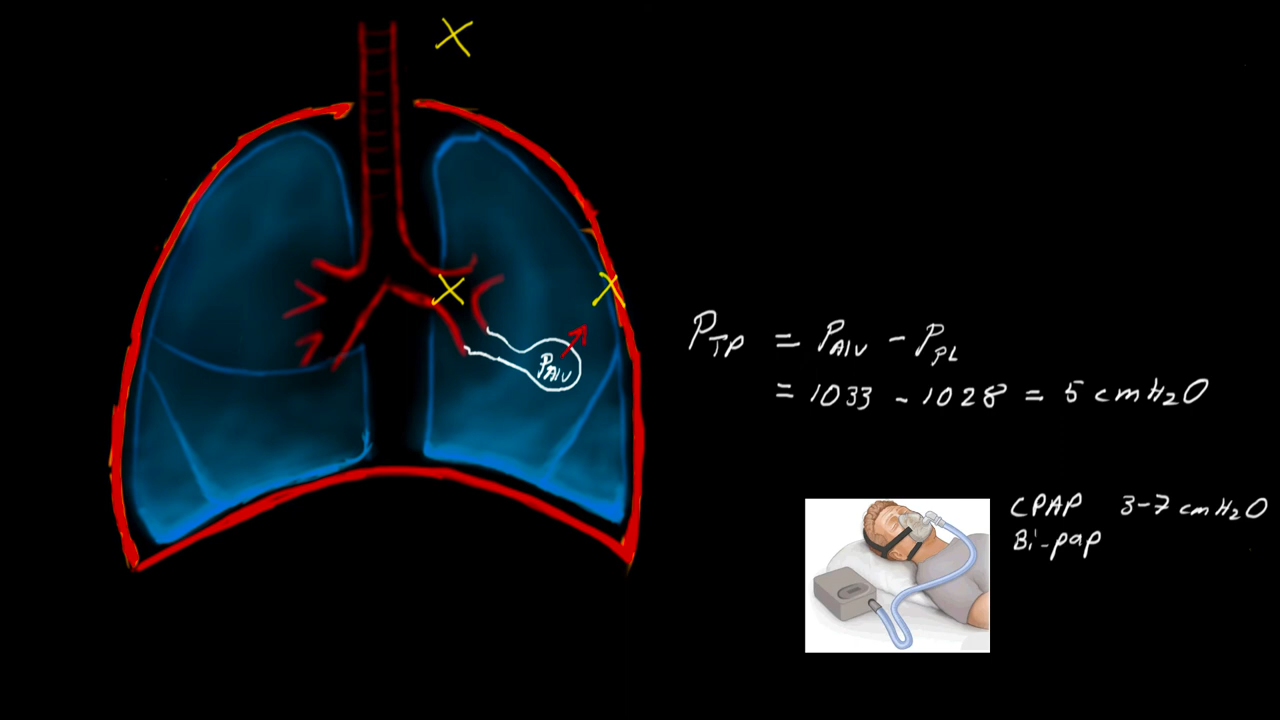 PAlv
PTP = PAlv - PPL
= 1033 - 1028 = 5 cmH2O
CPAP 3-7 cmH2O
Bi-pap